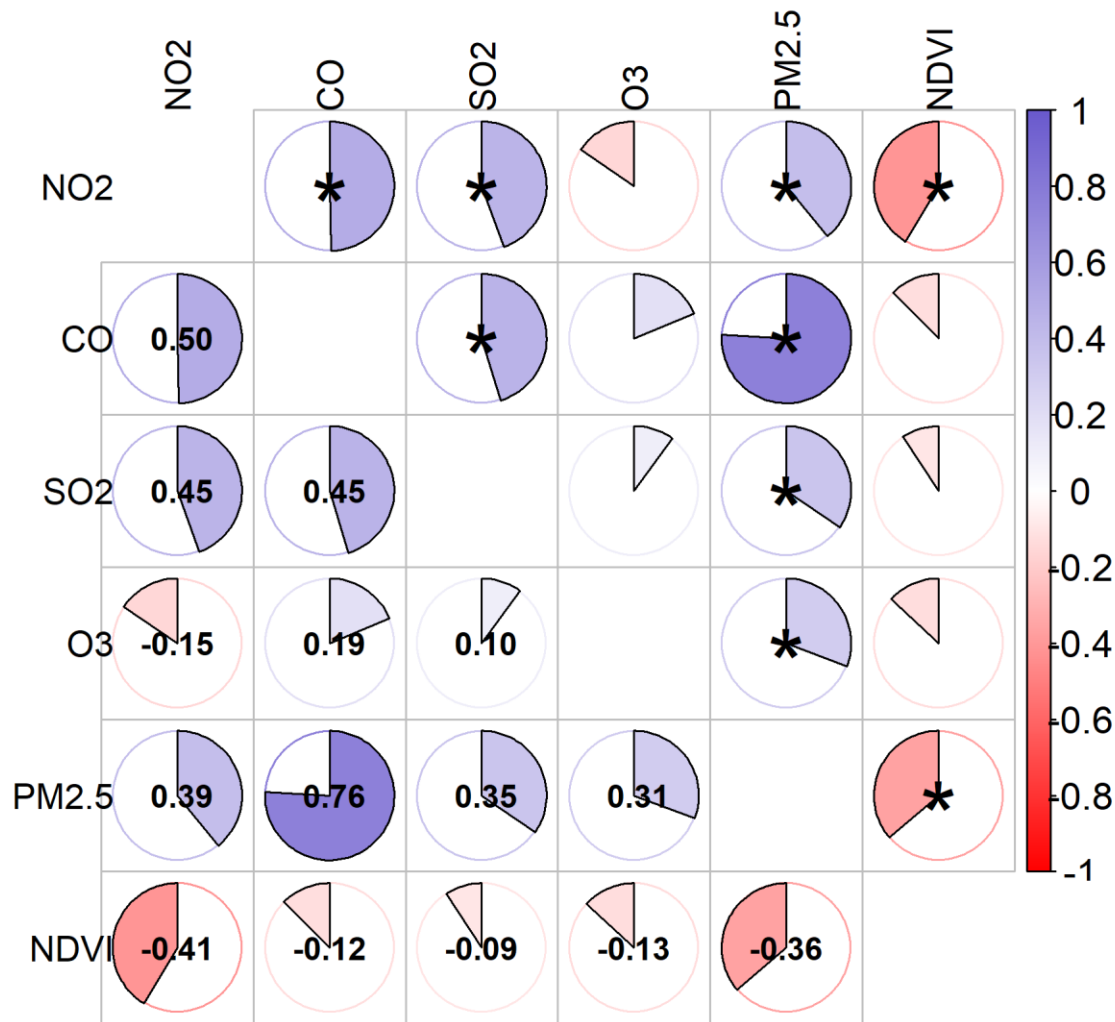 NO2 CO SO2 O3 PM2.5 NDVI
NO2 * * * *
CO 0.50 * *
SO2 0.45 0.45 *
O3 -0.15 0.19 0.10 *
PM2.5 0.39 0.76 0.35 0.31 *
NDVI -0.41 -0.12 -0.09 -0.13 -0.36
1
0.8
0.6
0.4
0.2
0
-0.2
-0.4
-0.6
-0.8
-1